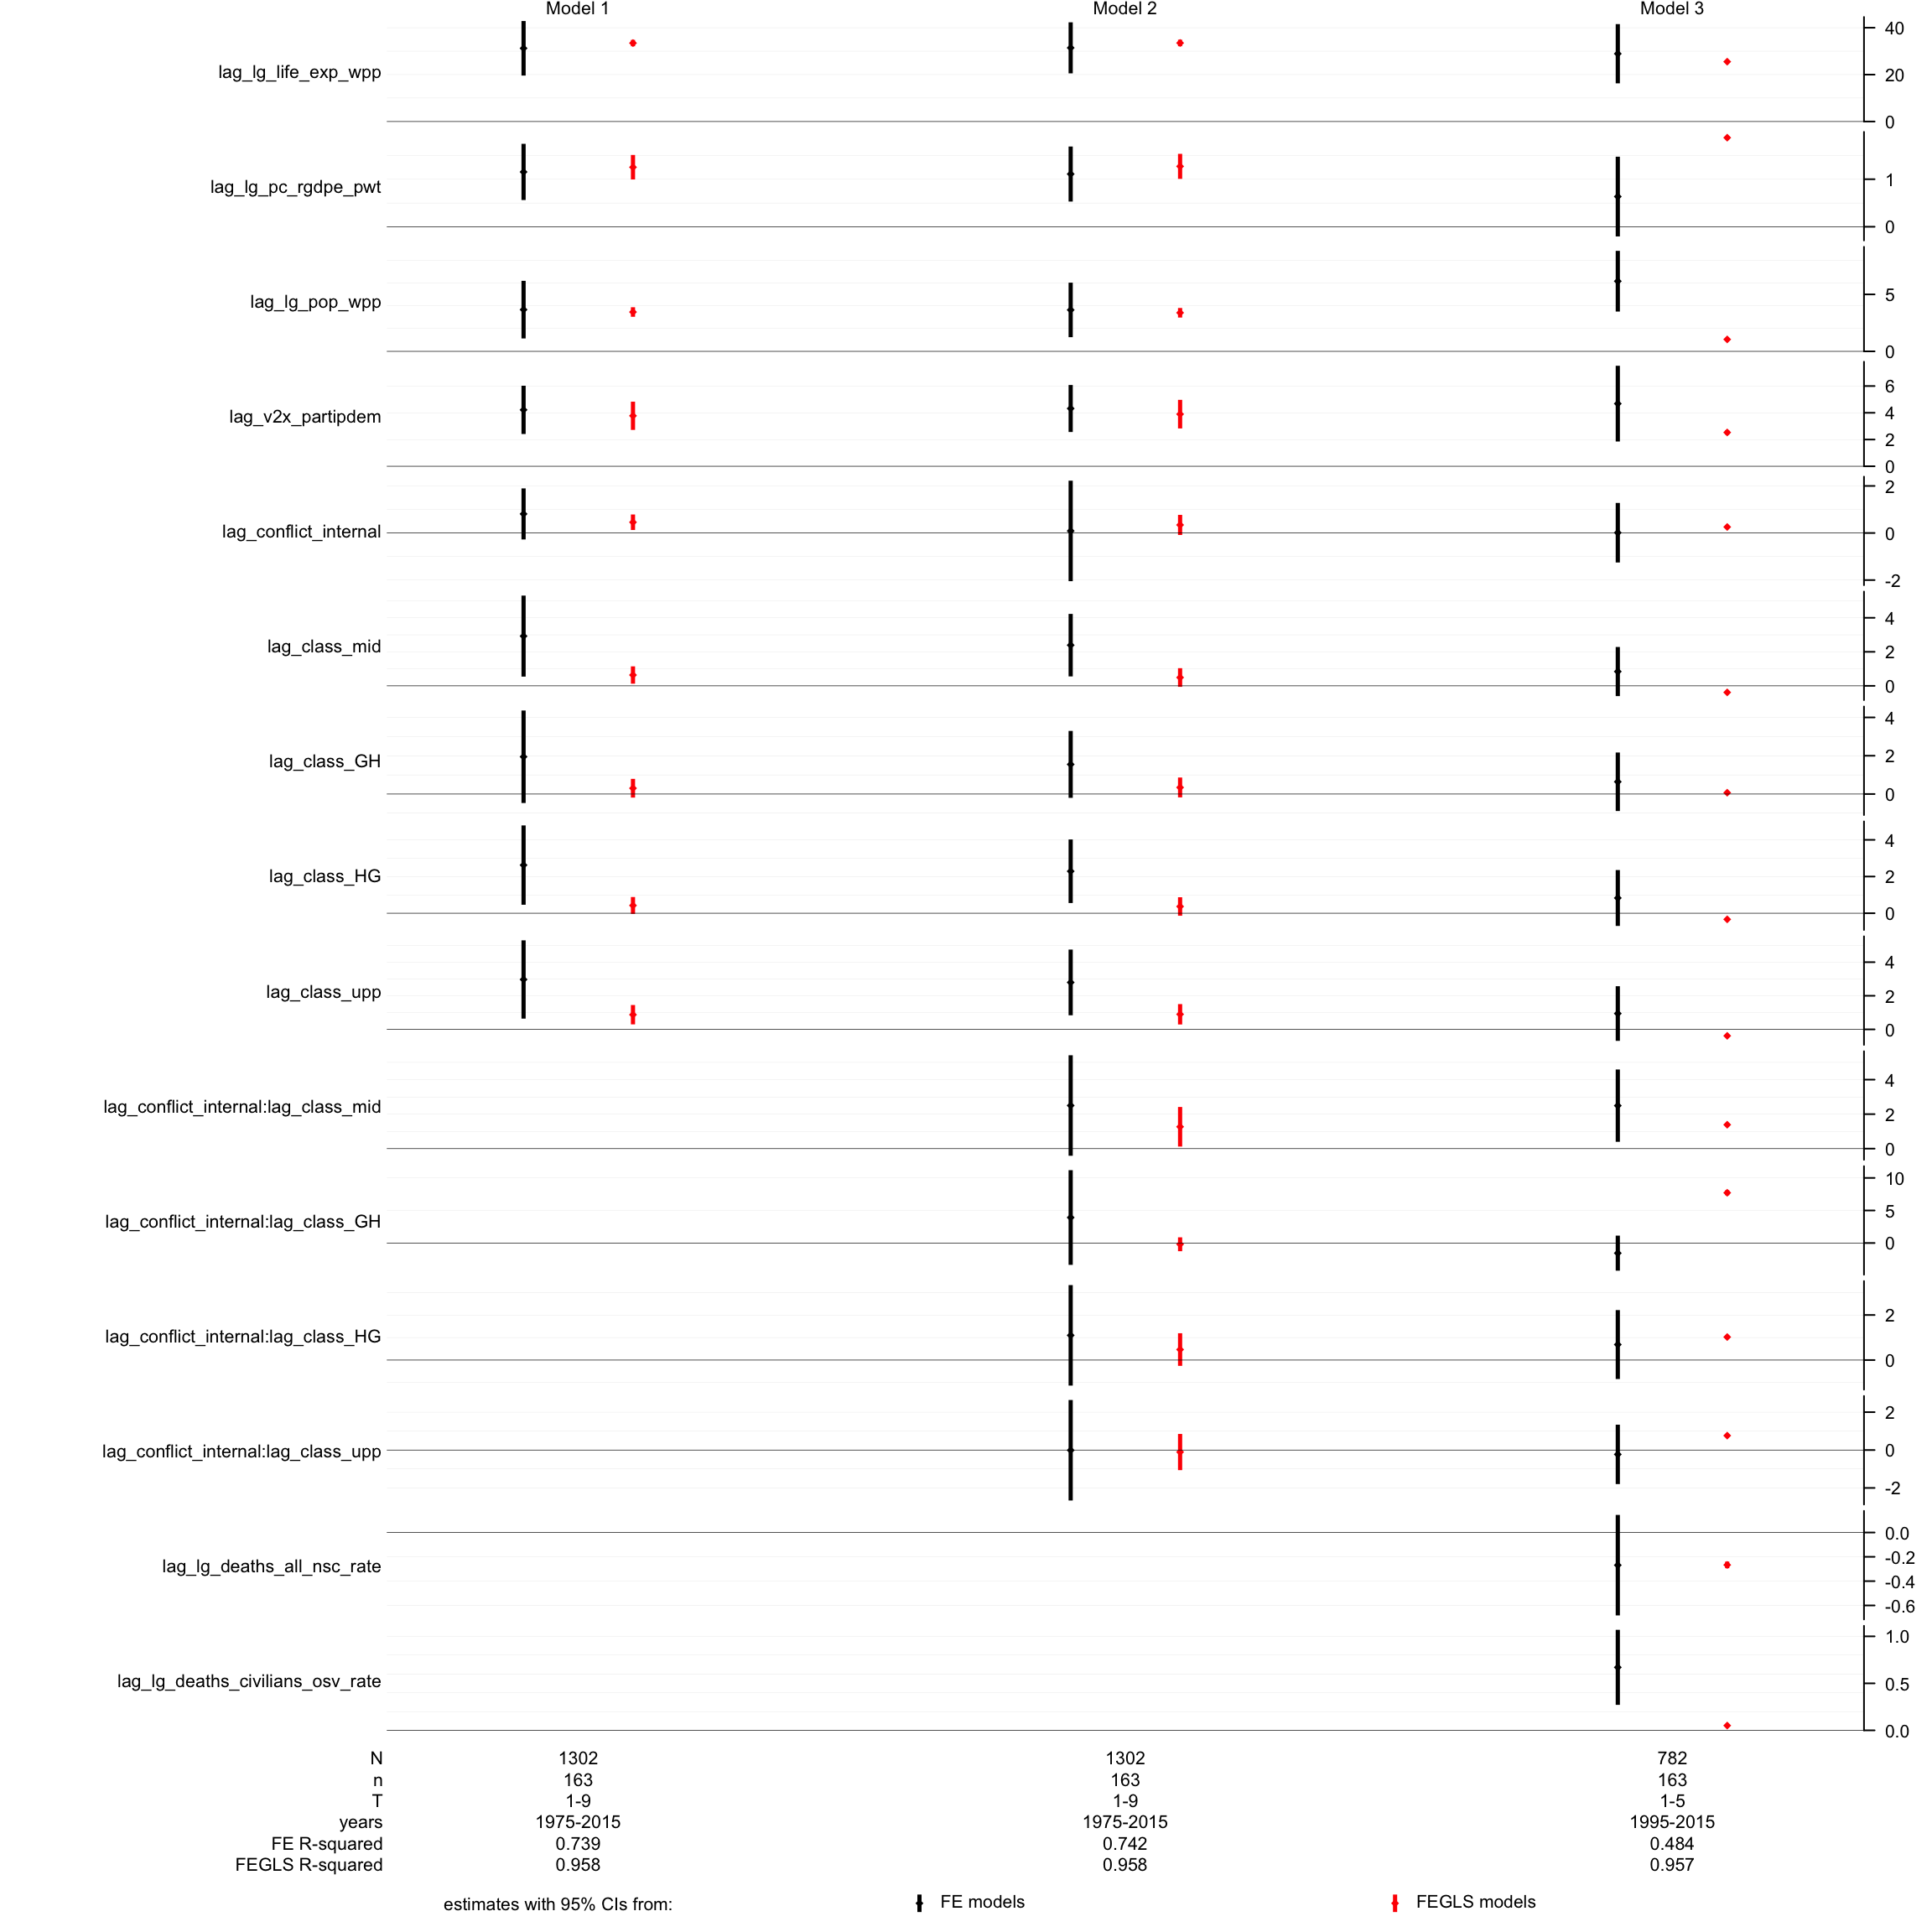 Model 1 Model 2 Model 3
lag_lg_life_exp_wpp 40 20 0
lag_lg_pc_rgdpe_pwt 1 0
lag_lg_pop_wpp 5 0
lag_v2x_partipdem 6 4 2 0
lag_conflict_internal 2 0 -2
lag_class_mid 4 2 0
lag_class_GH 4 2 0
lag_class_HG 4 2 0
lag_class_upp 4 2 0
lag_conflict_internal:lag_class_mid 4 2 0
lag_conflict_internal:lag_class_GH 10 5 0
lag_conflict_internal:lag_class_HG 2 0
lag_conflict_internal:lag_class_upp 2 0 -2
lag_lg_deaths_all_nsc_rate 0.0 -0.2 -0.4 -0.6
lag_lg_deaths_civilians_osv_rate 1.0 0.5 0.0
N 1302 1302 782
n 163 163 163
T 1-9 1-9 1-5
years 1975-2015 1975-2015 1995-2015
FE R-squared 0.739 0.742 0.484
FEGLS R-squared 0.958 0.958 0.957
estimates with 95% CIs from: FE models FEGLS models